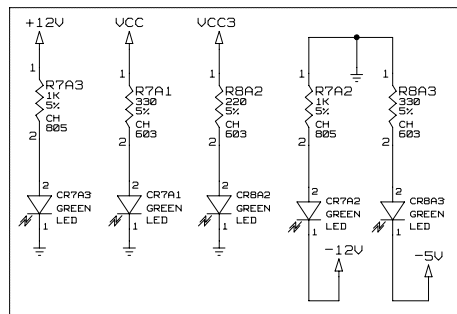 +12V VCC VCC3
1 1 1 1 1
R7A3 R7A1 R8A2 R7A2 R8A3
1K 330 220 1K 330
5% 5% 5% 5% 5%
CH CH CH CH CH
805 603 603 805 603
2 2 2 2 2
2 2 2 2 2
CR7A3 CR7A1 CR8A2 CR7A2 CR8A3
GREEN GREEN GREEN GREEN GREEN
LED LED LED LED LED
1 1 1 1 1
-12V -5V